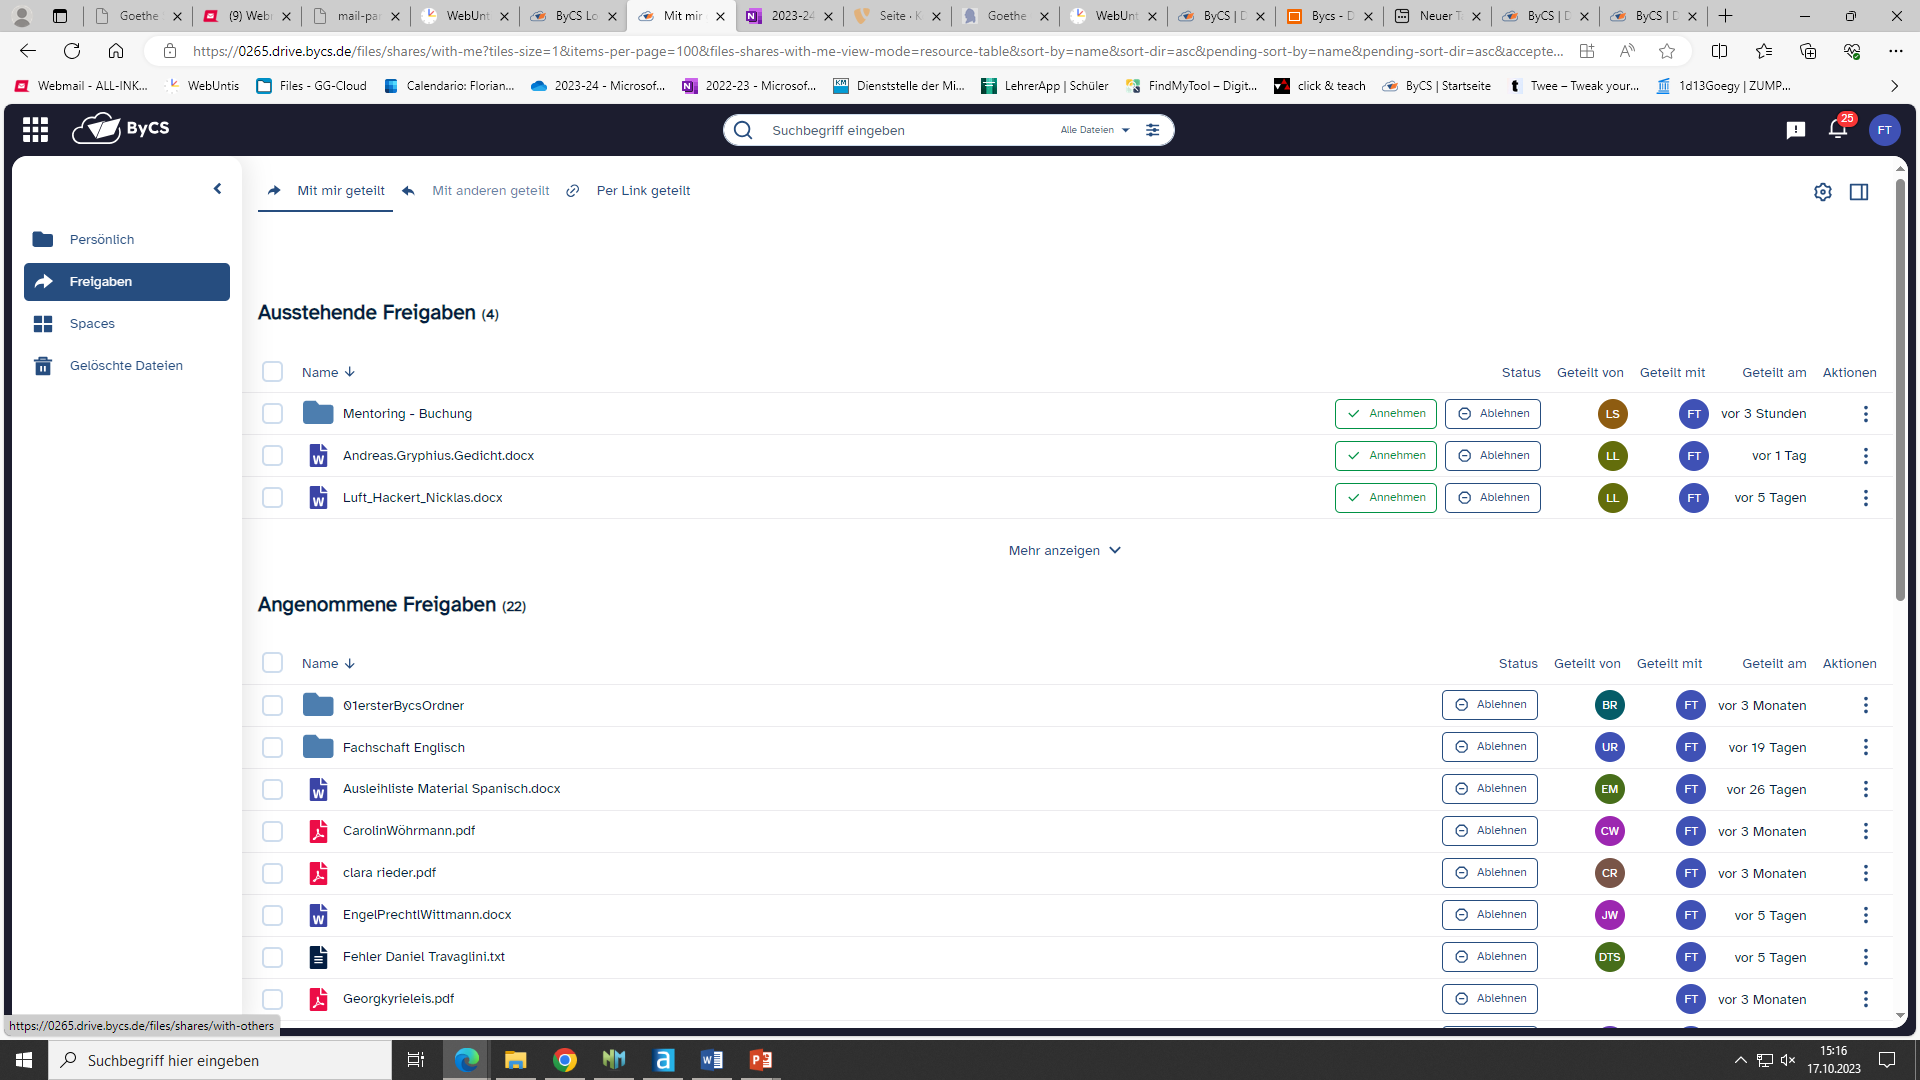 Goethe
(9) Webr
mail-par
WebUnt
ByCS Lo
Mit mir
2023-24
Seite
Goethe
WebUnt
ByCS | D
Bycs - D
Neuer Ta
ByCS | D
ByCS | D
https://0265.drive.bycs.de/files/shares/with-me?tiles-size=1&items-per-page=100&files-shares-with-me-view-mode=resource-table&sort-by=name&sort-dir=asc&pending-sort-by=name&pending-sort-dir=asc&accepte...
Webmail - ALL-INK...
WebUntis
Files - GG-Cloud
Calendario: Florian...
2023-24 - Microsof...
2022-23 - Microsof...
KM
Dienststelle der Mi...
LehrerApp | Schüler
FindMyTool – Digit...
click & teach
ByCS | Startseite
Twee – Tweak your...
1d13Goegy | ZUMP...
ByCS
Suchbegriff eingeben
Alle Dateien
25
FT
Mit mir geteilt
Mit anderen geteilt
Per Link geteilt
Persönlich
Freigaben
Spaces
Gelöschte Dateien
Ausstehende Freigaben (4)
Name Status Geteilt von Geteilt mit Geteilt am Aktionen
Mentoring - Buchung Annehmen Ablehnen LS FT vor 3 Stunden
Andreas.Gryphius.Gedicht.docx Annehmen Ablehnen LL FT vor 1 Tag
Luft_Hackert_Nicklas.docx Annehmen Ablehnen LL FT vor 5 Tagen
Mehr anzeigen
Angenommene Freigaben (22)
Name Status Geteilt von Geteilt mit Geteilt am Aktionen
01ersterBycsOrdner Ablehnen BR FT vor 3 Monaten
Fachschaft Englisch Ablehnen UR FT vor 19 Tagen
Ausleihliste Material Spanisch.docx Ablehnen EM FT vor 26 Tagen
CarolinWöhrmann.pdf Ablehnen CW FT vor 3 Monaten
clara rieder.pdf Ablehnen CR FT vor 3 Monaten
EngelPrechtlWittmann.docx Ablehnen JW FT vor 5 Tagen
Fehler Daniel Travaglini.txt Ablehnen DTS FT vor 5 Tagen
Georgkyrieleis.pdf Ablehnen FT vor 3 Monaten
https://0265.drive.bycs.de/files/shares/with-others
Suchbegriff hier eingeben
15:16
17.10.2023